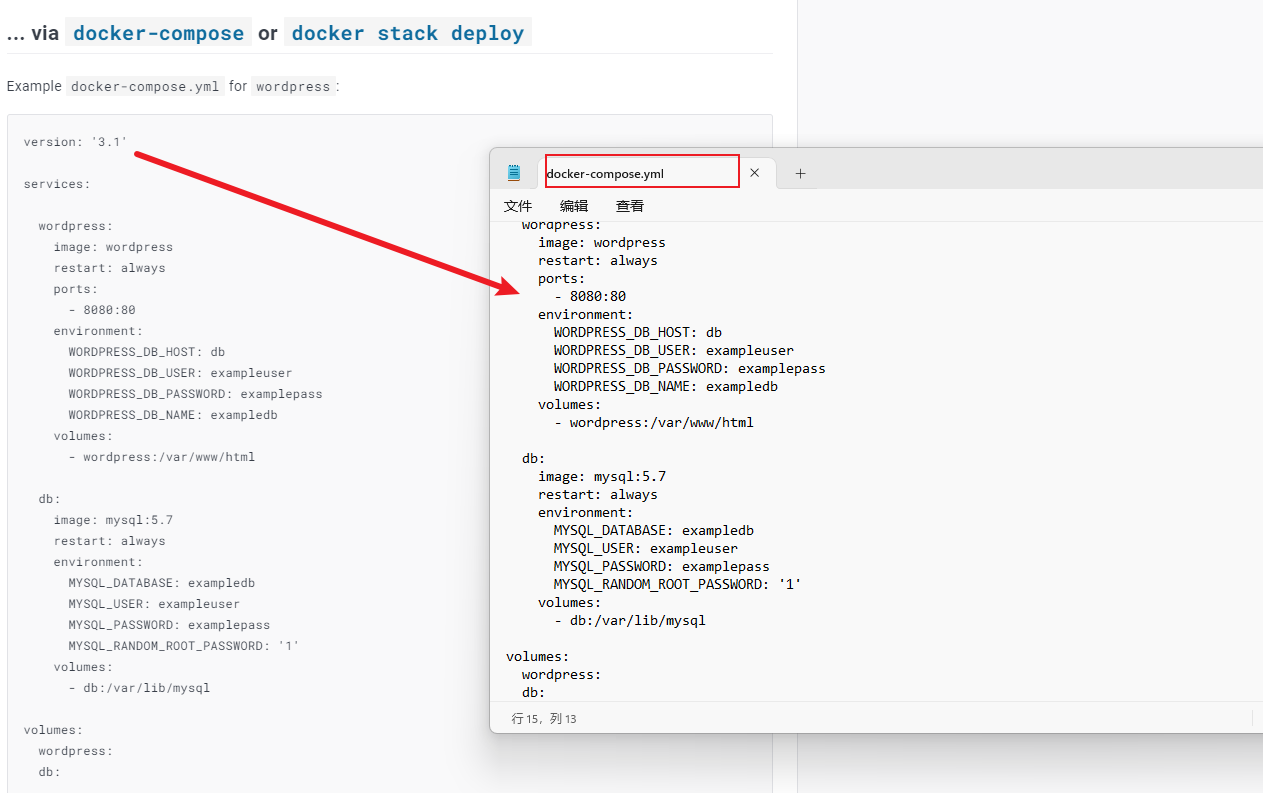 ... via docker-compose or docker stack deploy
Example docker-compose.yml for wordpress:
version: '3.1'
services:
  wordpress:
    image: wordpress
    restart: always
    ports:
      - 8080:80
    environment:
      WORDPRESS_DB_HOST: db
      WORDPRESS_DB_USER: exampleuser
      WORDPRESS_DB_PASSWORD: examplepass
      WORDPRESS_DB_NAME: exampledb
    volumes:
      - wordpress:/var/www/html
  db:
    image: mysql:5.7
    restart: always
    environment:
      MYSQL_DATABASE: exampledb
      MYSQL_USER: exampleuser
      MYSQL_PASSWORD: examplepass
      MYSQL_RANDOM_ROOT_PASSWORD: '1'
    volumes:
      - db:/var/lib/mysql
volumes:
  wordpress:
  db:
docker-compose.yml
文件 编辑 查看
  wordpress:
    image: wordpress
    restart: always
    ports:
      - 8080:80
    environment:
      WORDPRESS_DB_HOST: db
      WORDPRESS_DB_USER: exampleuser
      WORDPRESS_DB_PASSWORD: examplepass
      WORDPRESS_DB_NAME: exampledb
    volumes:
      - wordpress:/var/www/html
  db:
    image: mysql:5.7
    restart: always
    environment:
      MYSQL_DATABASE: exampledb
      MYSQL_USER: exampleuser
      MYSQL_PASSWORD: examplepass
      MYSQL_RANDOM_ROOT_PASSWORD: '1'
    volumes:
      - db:/var/lib/mysql
volumes:
  wordpress:
  db:
行 15，列 13